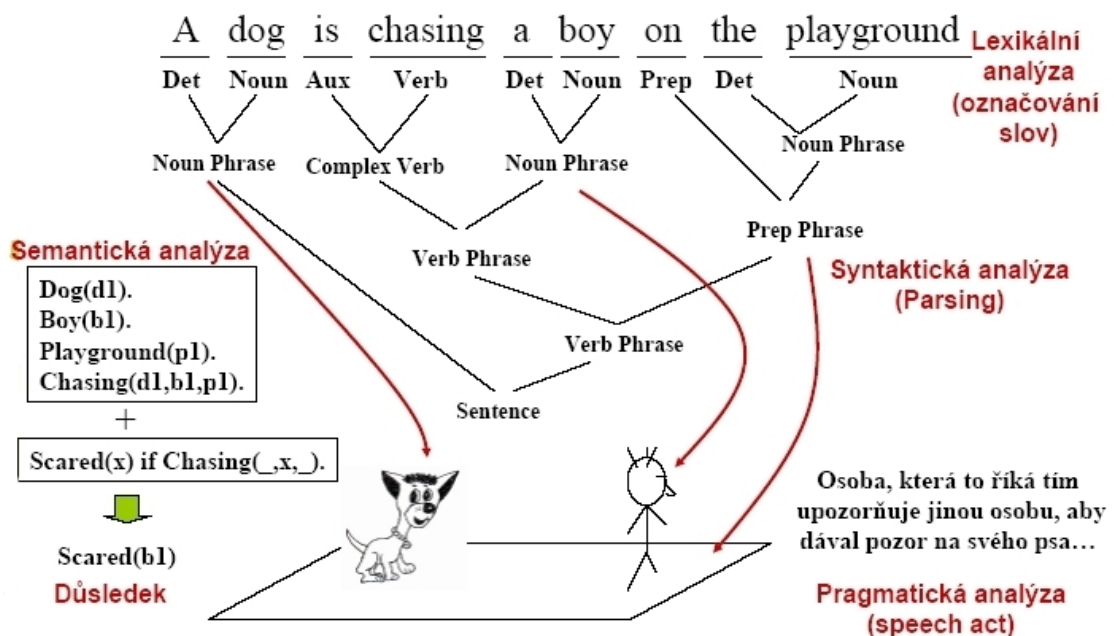 A dog is chasing a boy on the playground
Det Noun Aux Verb Det Noun Prep Det Noun
Lexikální
analýza
(označování
slov)
Noun Phrase Complex Verb Noun Phrase Noun Phrase
Verb Phrase Prep Phrase
Syntaktická analýza
(Parsing)
Verb Phrase
Sentence
Semantická analýza
Dog(d1).
Boy(b1).
Playground(p1).
Chasing(d1,b1,p1).
+
Scared(x) if Chasing(_,x,_).
Scared(b1)
Důsledek
Osoba, která to říká tím
upozorňuje jinou osobu, aby
dával pozor na svého psa…
Pragmatická analýza
(speech act)